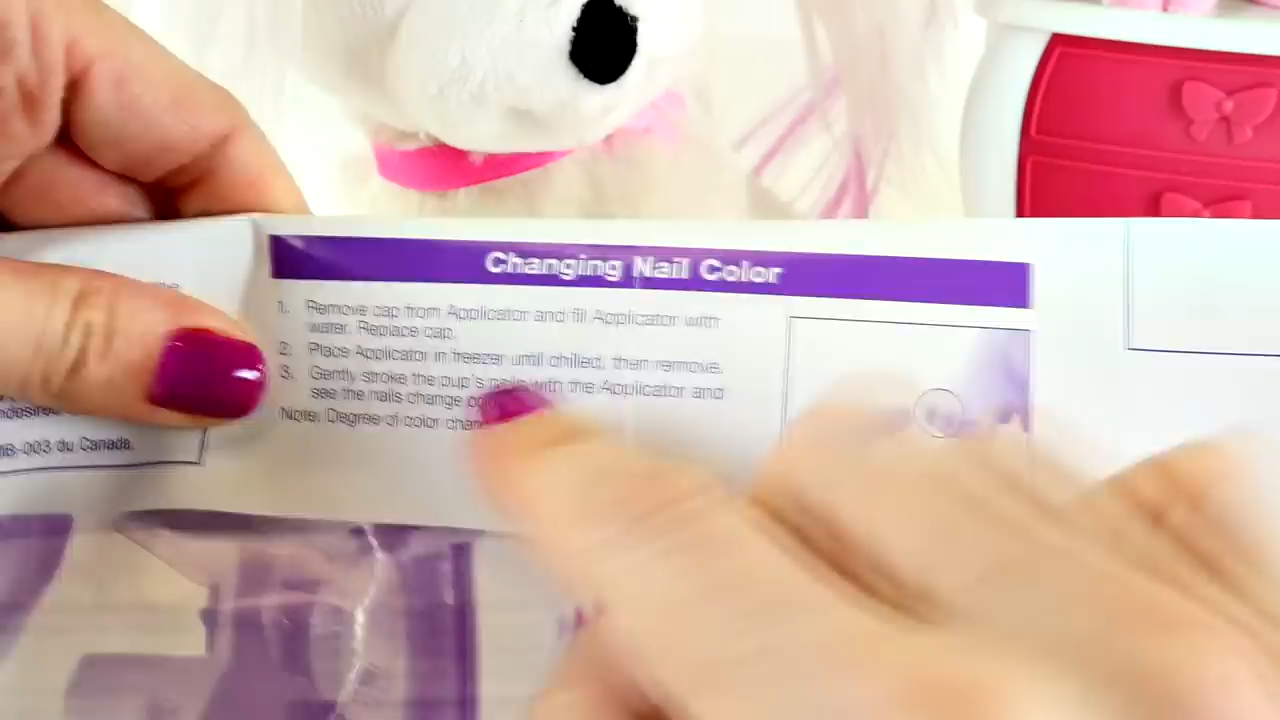 Changing Nail Color
1. Remove cap from Applicator and fill Applicator with
water. Replace cap.
2. Place Applicator in freezer until chilled, then remove.
3. Gently stroke the pup's nails with the Applicator and
see the nails change
Note: Degree of color
du Canada.